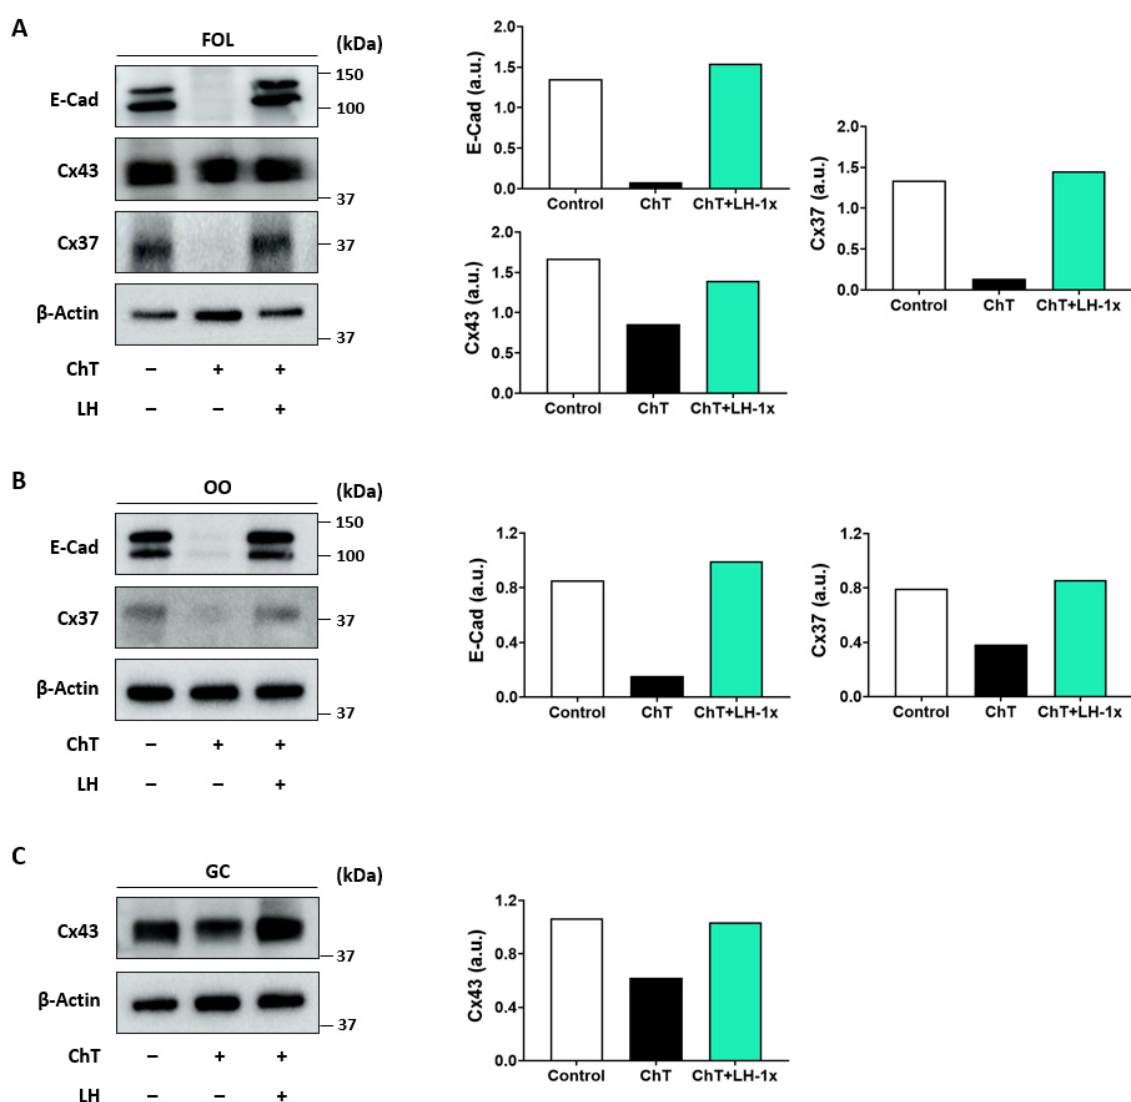 A
FOL
(kDa)
E-Cad
150
100
Cx43
37
Cx37
37
β-Actin
37
ChT – + +
LH – – +
E-Cad (a.u.)
2.0
1.5
1.0
0.5
0.0
Control ChT ChT+LH-1x
Cx43 (a.u.)
2.0
1.5
1.0
0.5
0.0
Control ChT ChT+LH-1x
Cx37 (a.u.)
2.0
1.5
1.0
0.5
0.0
Control ChT ChT+LH-1x
B
OO
(kDa)
E-Cad
150
100
Cx37
37
β-Actin
37
ChT – + +
LH – – +
E-Cad (a.u.)
1.2
0.8
0.4
0.0
Control ChT ChT+LH-1x
Cx37 (a.u.)
1.2
0.8
0.4
0.0
Control ChT ChT+LH-1x
C
GC
(kDa)
Cx43
37
β-Actin
37
ChT – + +
LH – – +
Cx43 (a.u.)
1.2
0.8
0.4
0.0
Control ChT ChT+LH-1x